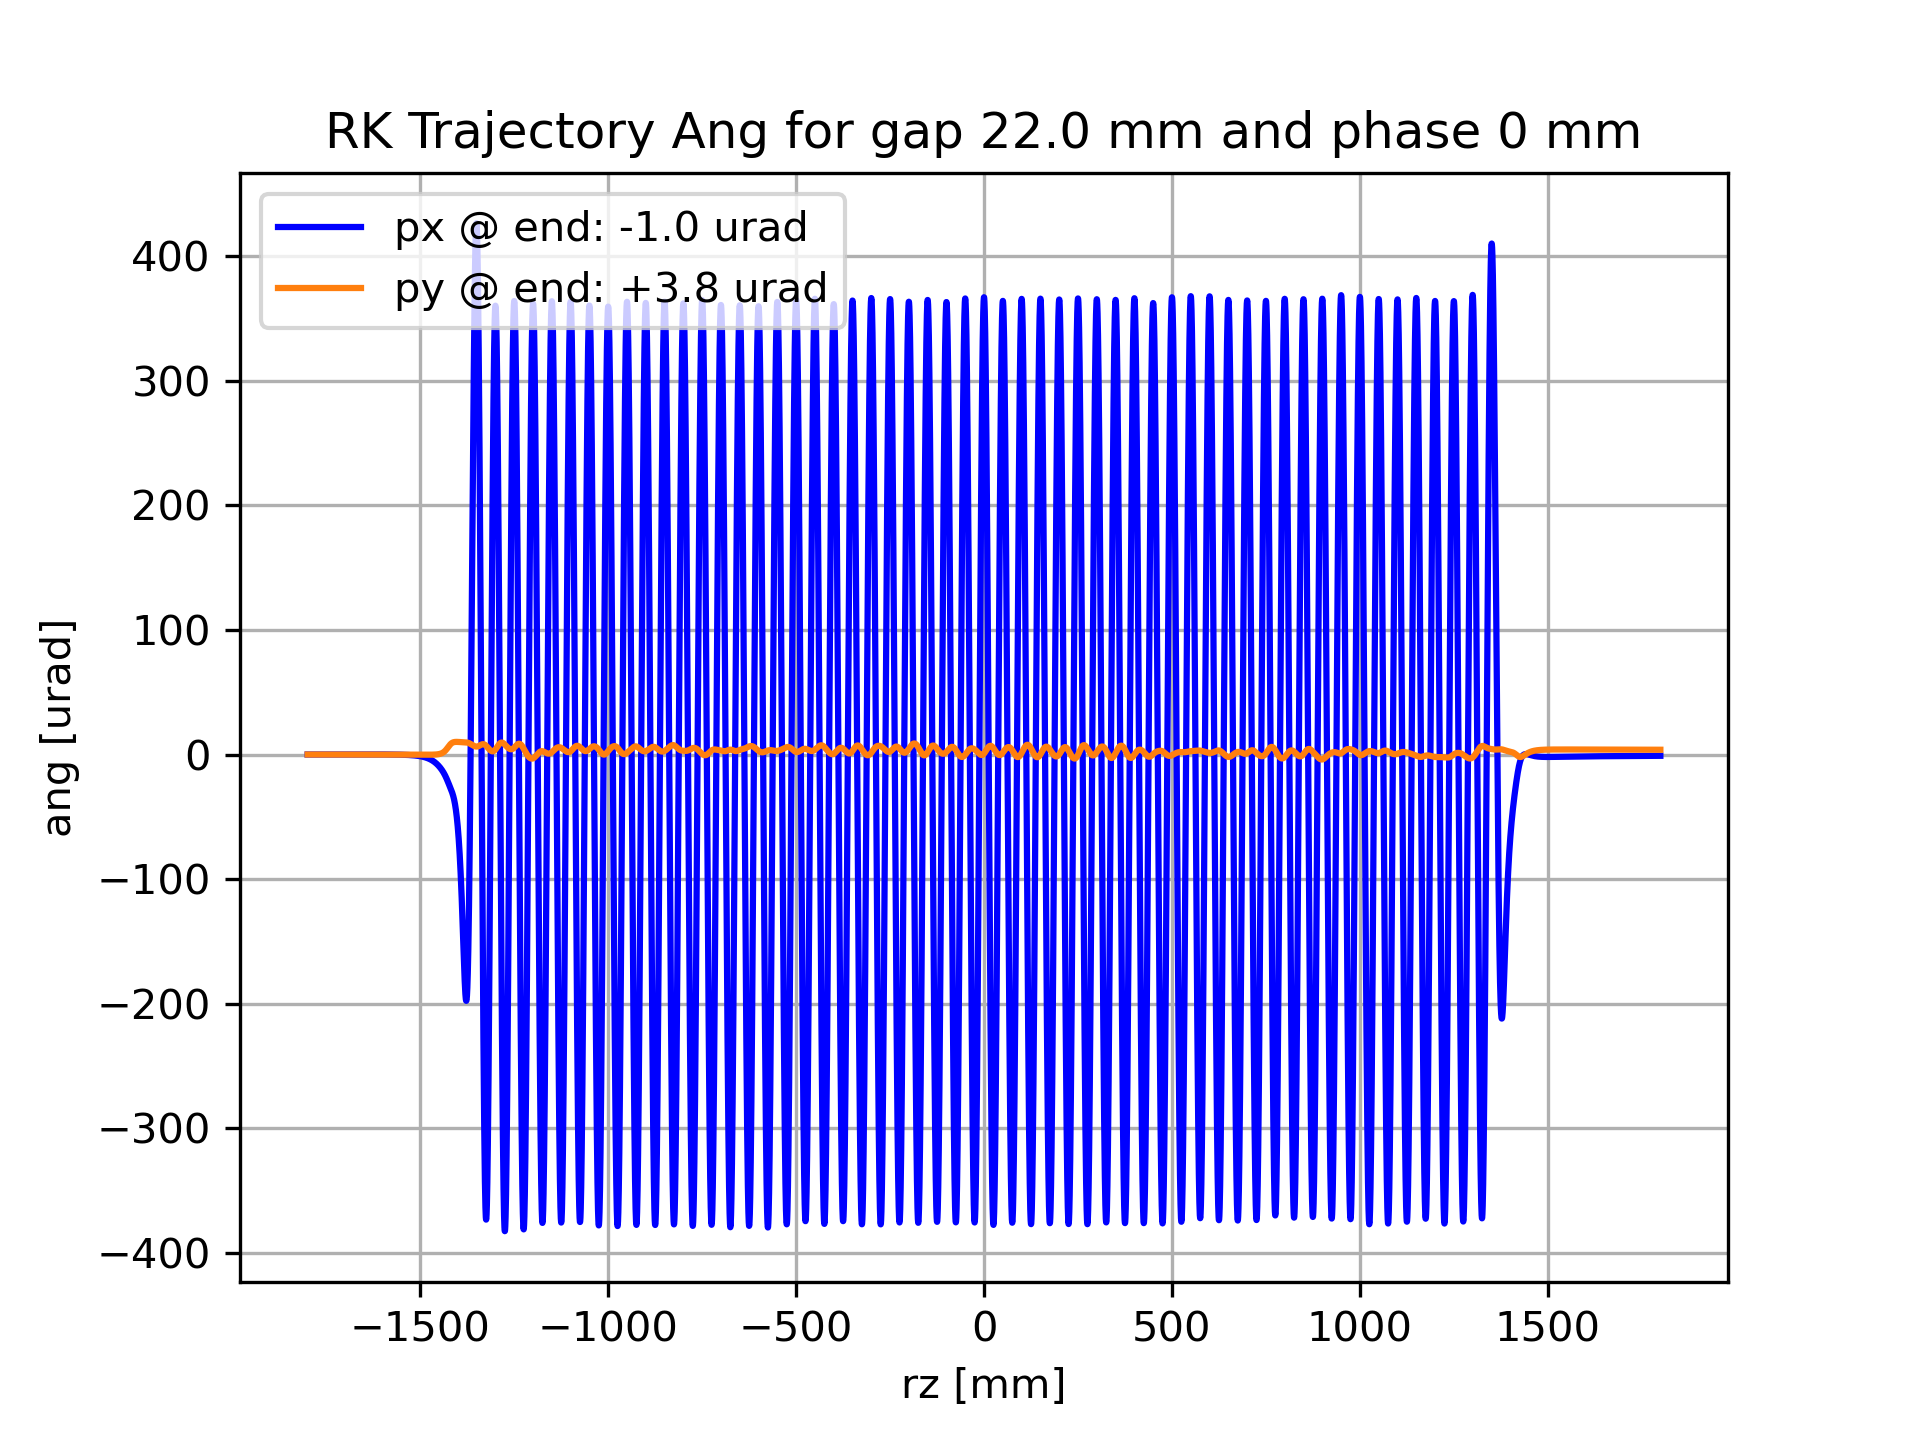 RK Trajectory Ang for gap 22.0 mm and phase 0 mm
px @ end: -1.0 urad
py @ end: +3.8 urad
400
300
200
100
0
−100
−200
−300
−400
ang [urad]
−1500 −1000 −500 0 500 1000 1500
rz [mm]